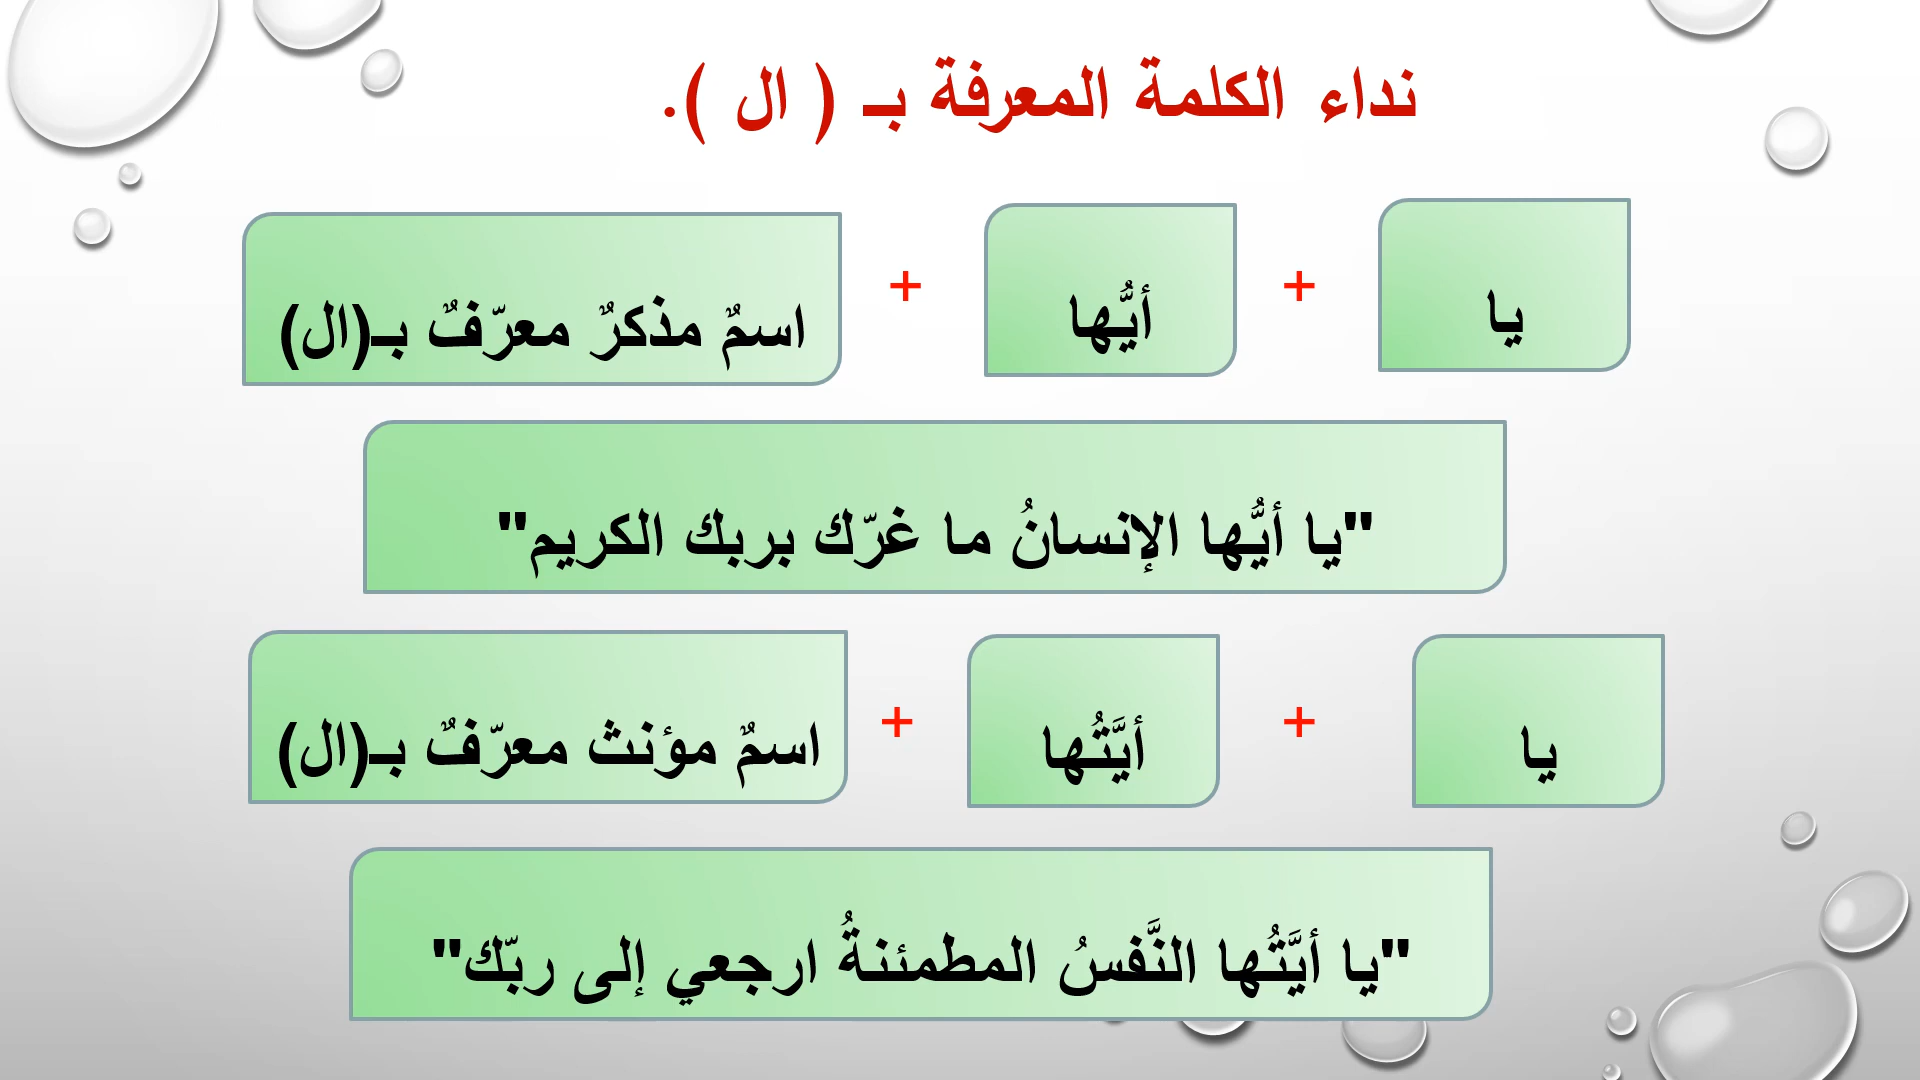 نداء الكلمة المعرفة بـ ( ال ).
يا + أيُّها + اسمٌ مذكرٌ معرّفٌ بـ(ال)
"يا أيُّها الإنسانُ ما غرّك بربك الكريم"
يا + أيَّتُها + اسمٌ مؤنث معرّفٌ بـ(ال)
"يا أيَّتُها النَّفسُ المطمئنةُ ارجعي إلى ربّك"